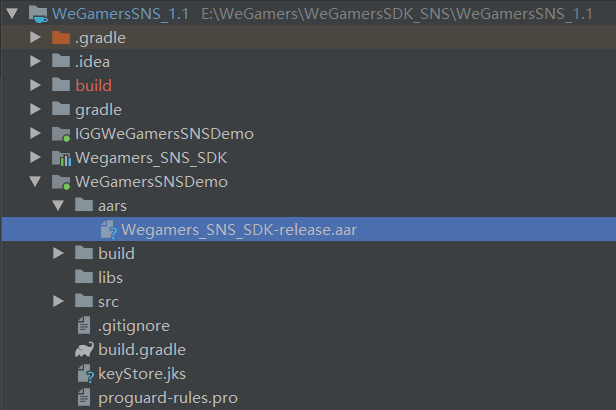 WeGamersSNS_1.1 E:\WeGamers\WeGamersSDK_SNS\WeGamersSNS_1.1
.gradle
.idea
build
gradle
IGGWeGamersSNSDemo
Wegamers_SNS_SDK
WeGamersSNSDemo
aars
Wegamers_SNS_SDK-release.aar
build
libs
src
.gitignore
build.gradle
keyStore.jks
proguard-rules.pro